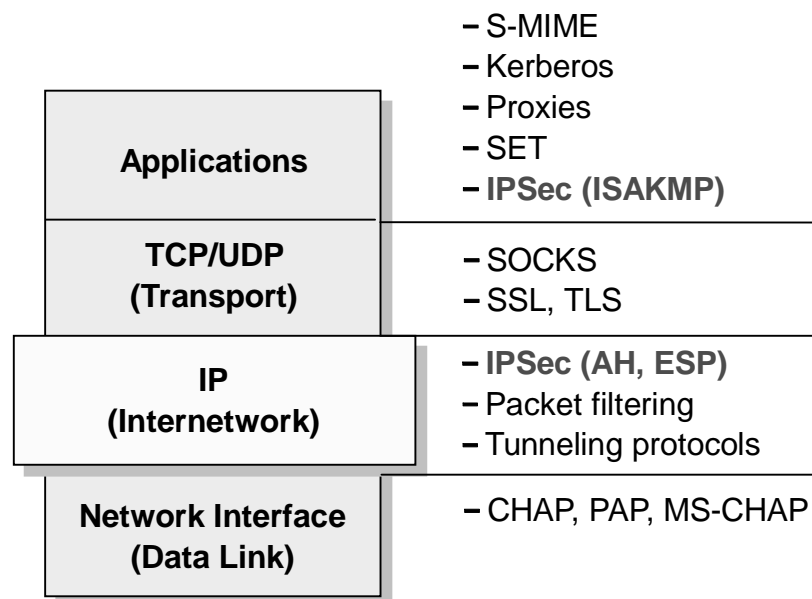 – S-MIME
– Kerberos
– Proxies
– SET
– IPSec (ISAKMP)
Applications
TCP/UDP
(Transport)
– SOCKS
– SSL, TLS
IP
(Internetwork)
– IPSec (AH, ESP)
– Packet filtering
– Tunneling protocols
Network Interface
(Data Link)
– CHAP, PAP, MS-CHAP